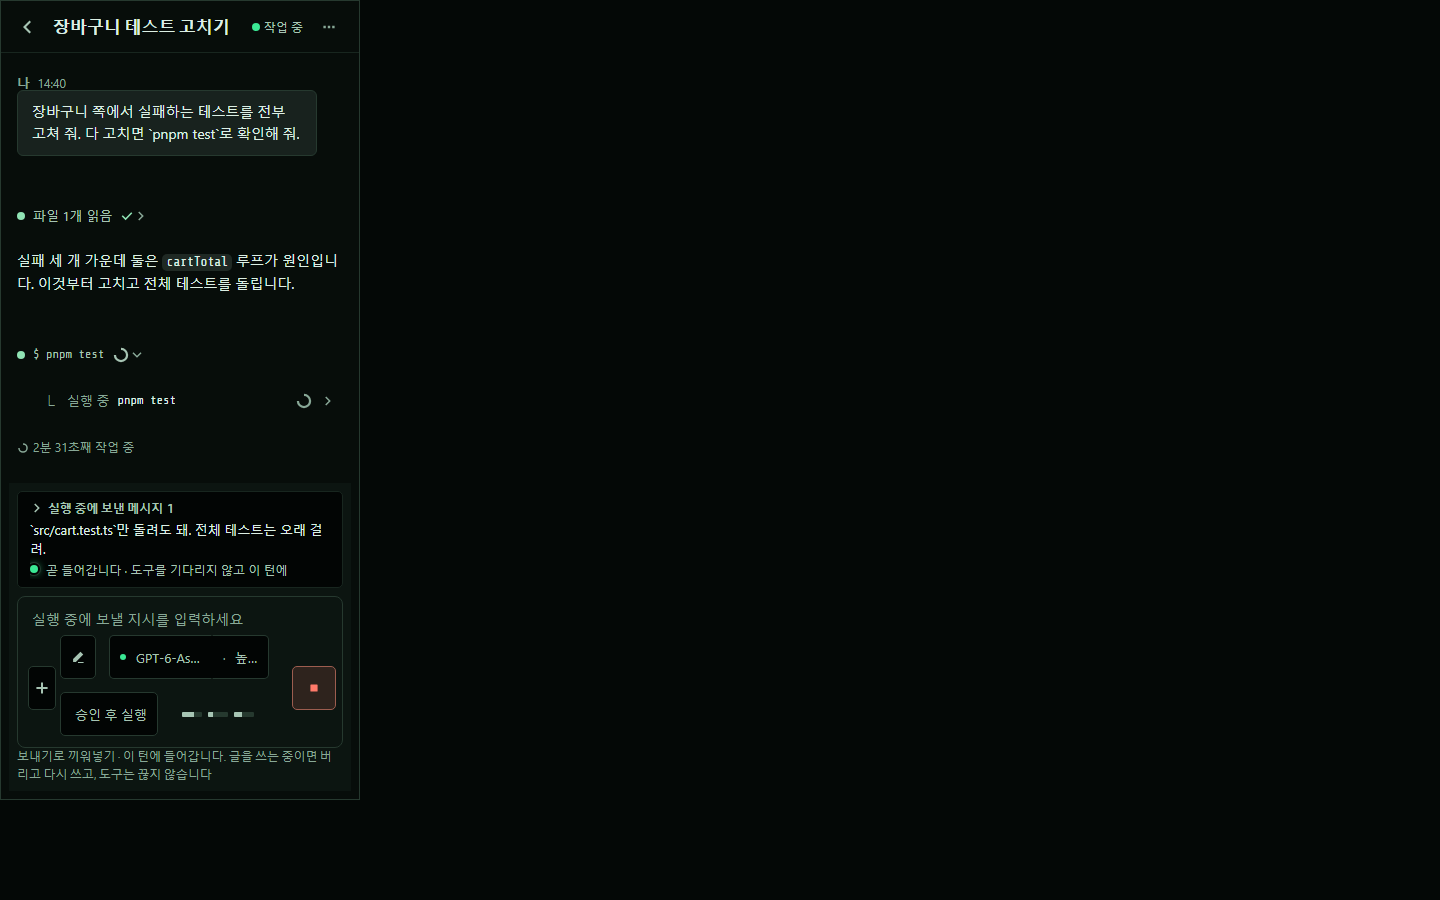 장바구니 테스트 고치기
작업 중
나 14:40
장바구니 쪽에서 실패하는 테스트를 전부
고쳐 줘. 다 고치면 `pnpm test`로 확인해 줘.
파일 1개 읽음
실패 세 개 가운데 둘은 cartTotal 루프가 원인입니
다. 이것부터 고치고 전체 테스트를 돌립니다.
$ pnpm test
실행 중 pnpm test
2분 31초째 작업 중
실행 중에 보낸 메시지 1
`src/cart.test.ts`만 돌려도 돼. 전체 테스트는 오래 걸
려.
곧 들어갑니다 · 도구를 기다리지 않고 이 턴에
실행 중에 보낼 지시를 입력하세요
GPT-6-As... · 높...
승인 후 실행
보내기로 끼워넣기 · 이 턴에 들어갑니다. 글을 쓰는 중이면 버
리고 다시 쓰고, 도구는 끊지 않습니다